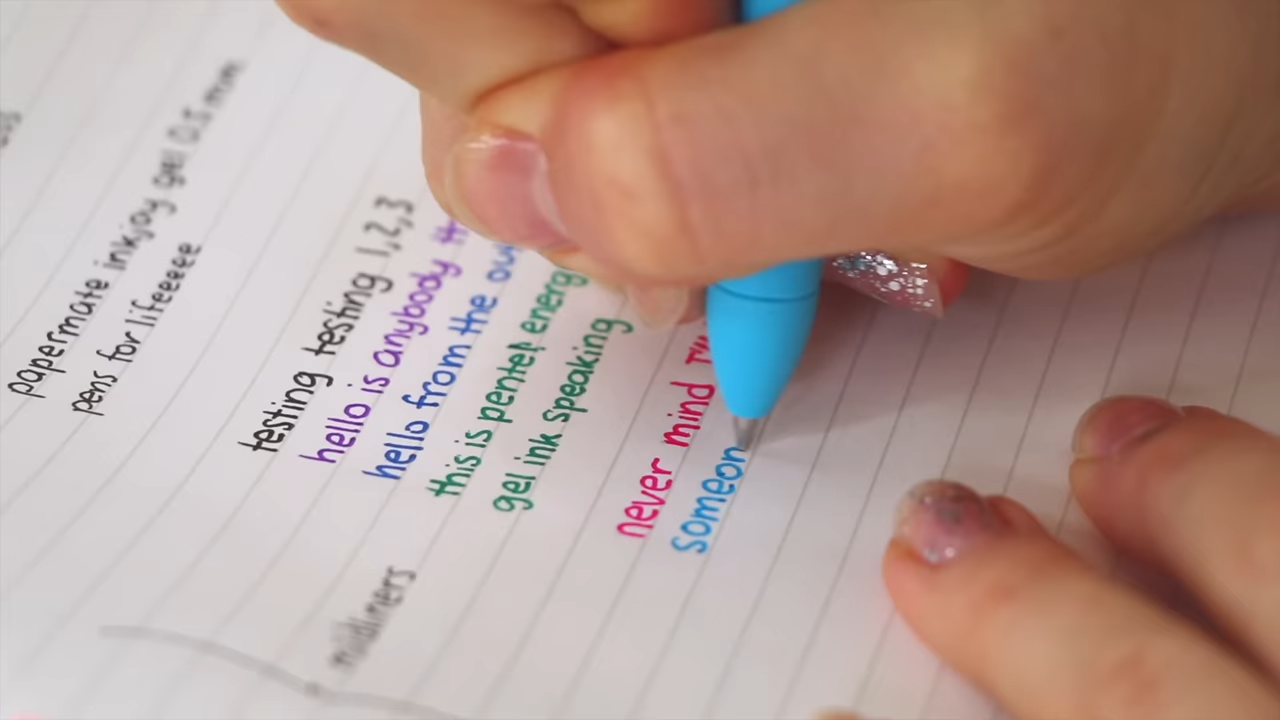 papermate inkjoy gel 0.5 mm
pens for lifeeeee
testing testing 1,2,3
hello is anybody
hello from the
this is pentel energ
gel ink speaking
never mind
someon
mildliners